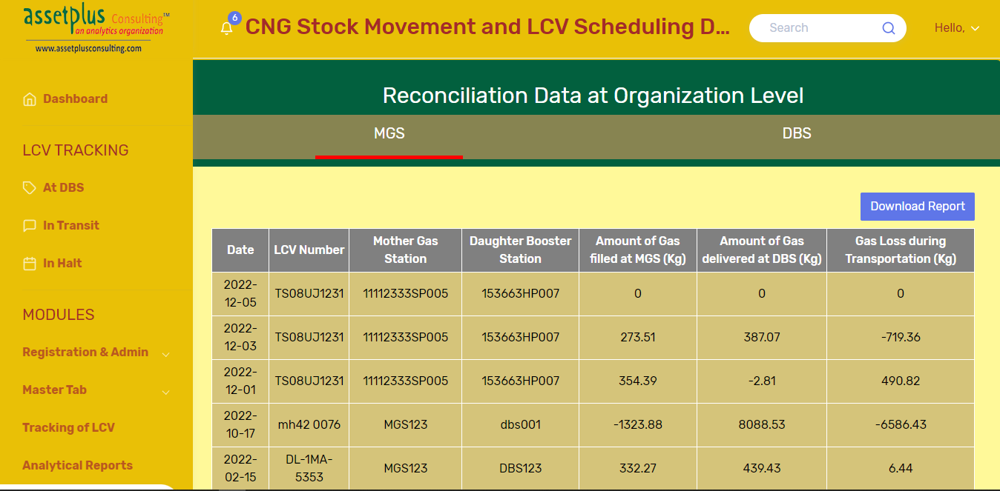 assetplus Consulting™
an analytics organization
www.assetplusconsulting.com
6
CNG Stock Movement and LCV Scheduling D...
Search
Hello,
Dashboard
LCV TRACKING
At DBS
In Transit
In Halt
MODULES
Registration & Admin
Master Tab
Tracking of LCV
Analytical Reports
Reconciliation Data at Organization Level
MGS DBS
Download Report
Date LCV Number Mother Gas Station Daughter Booster Station Amount of Gas filled at MGS (Kg) Amount of Gas delivered at DBS (Kg) Gas Loss during Transportation (Kg)
2022-12-05 TS08UJ1231 11112333SP005 153663HP007 0 0 0
2022-12-03 TS08UJ1231 11112333SP005 153663HP007 273.51 387.07 -719.36
2022-12-01 TS08UJ1231 11112333SP005 153663HP007 354.39 -2.81 490.82
2022-10-17 mh42 0076 MGS123 dbs001 -1323.88 8088.53 -6586.43
2022-02-15 DL-1MA-5353 MGS123 DBS123 332.27 439.43 6.44